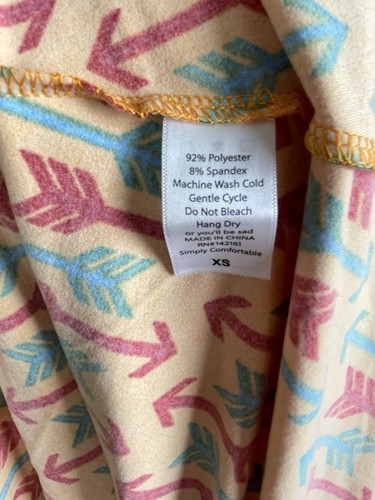 92% Polyester
8% Spandex
Machine Wash Cold
Gentle Cycle
Do Not Bleach
Hang Dry
or you'll be sad
MADE IN CHINA
RN#142161
Simply Comfortable
XS